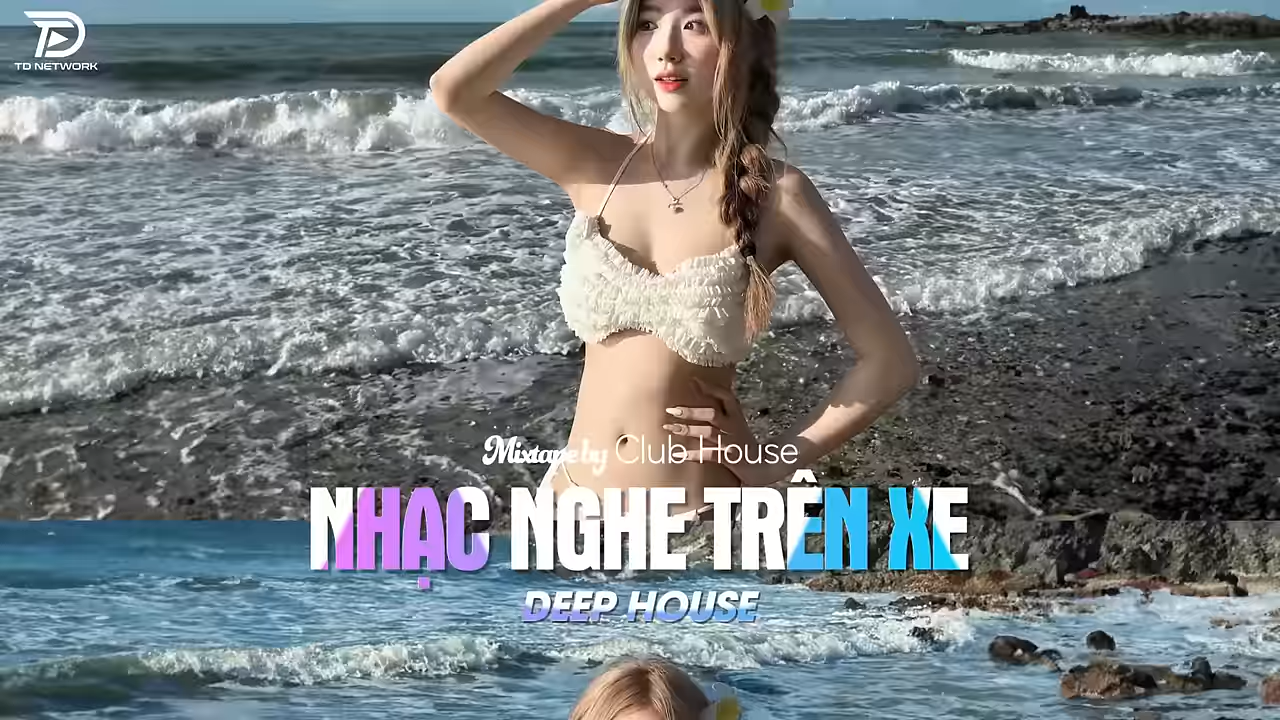 TD NETWORK
Mixtape by Club House
NHẠC NGHE TRÊN XE
DEEP HOUSE